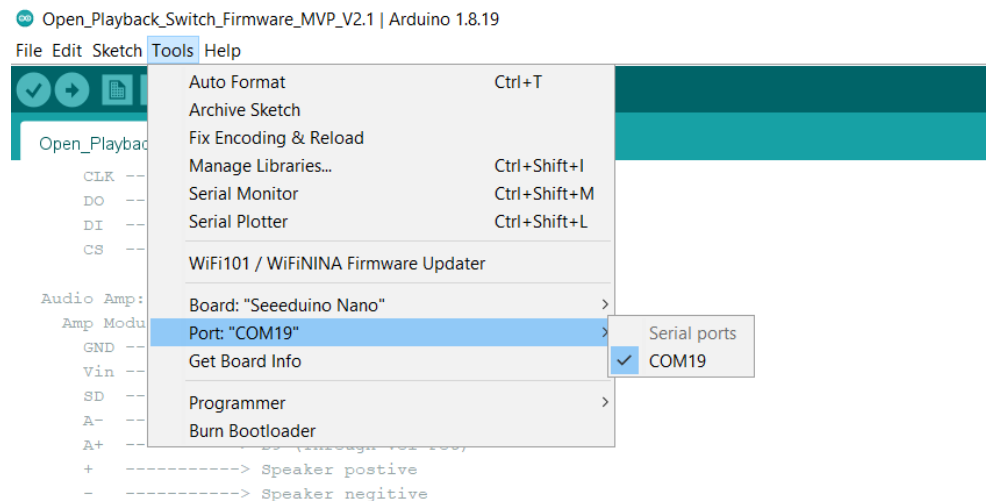 Open_Playback_Switch_Firmware_MVP_V2.1 | Arduino 1.8.19
File Edit Sketch Tools Help
Auto Format Ctrl+T
Archive Sketch
Open_Playbac Fix Encoding & Reload
CLK -- Manage Libraries... Ctrl+Shift+I
DO -- Serial Monitor Ctrl+Shift+M
DI -- Serial Plotter Ctrl+Shift+L
CS --
WiFi101 / WiFiNINA Firmware Updater
Audio Amp: Board: "Seeeduino Nano"
Amp Modu Port: "COM19" Serial ports
GND -- Get Board Info COM19
Vin --
SD -- Programmer
A- -- Burn Bootloader
A+ --
+ -----------> Speaker postive
- -----------> Speaker negitive